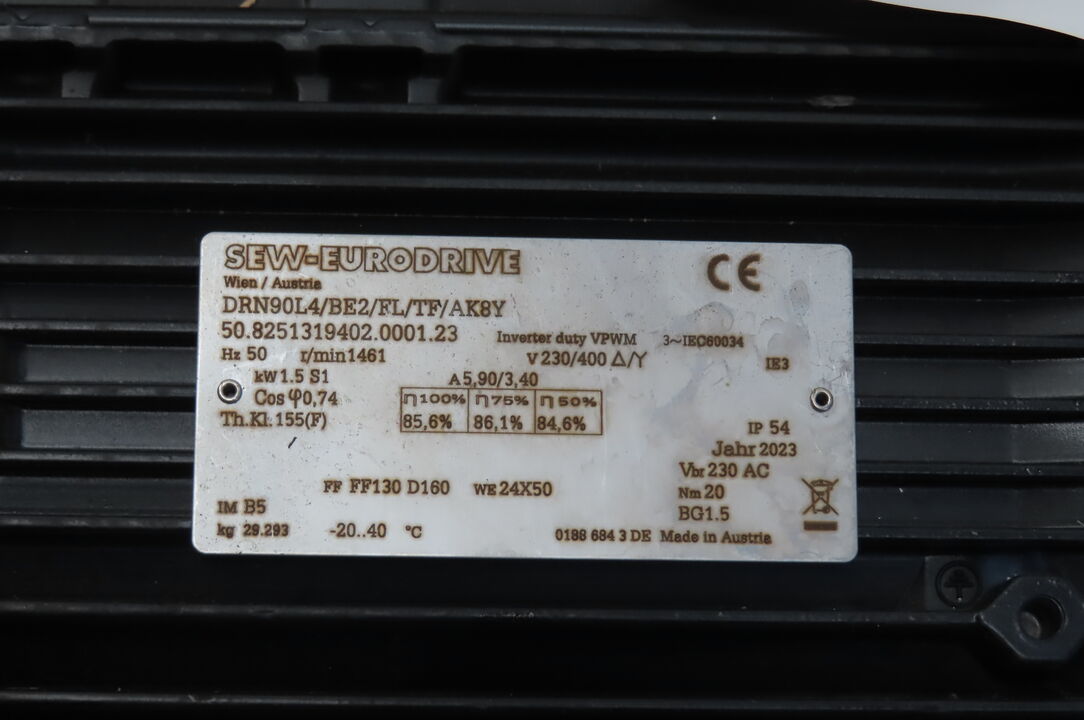 SEW-EURODRIVE CE
Wien / Austria
DRN90L4/BE2/FL/TF/AK8Y
50.8251319402.0001.23 Inverter duty VPWM 3~IEC60034
Hz 50 r/min1461 V 230/400 Δ/Y IE3
kW 1.5 S1 A 5,90/3,40
Cos φ0,74 η100% η75% η50%
Th.Kl. 155(F) 85,6% 86,1% 84,6% IP 54
Jahr 2023
Vbr 230 AC
FF FF130 D160 WE 24X50 Nm 20
IM B5 BG1.5
kg 29.293 -20..40 °C 0188 684 3 DE Made in Austria